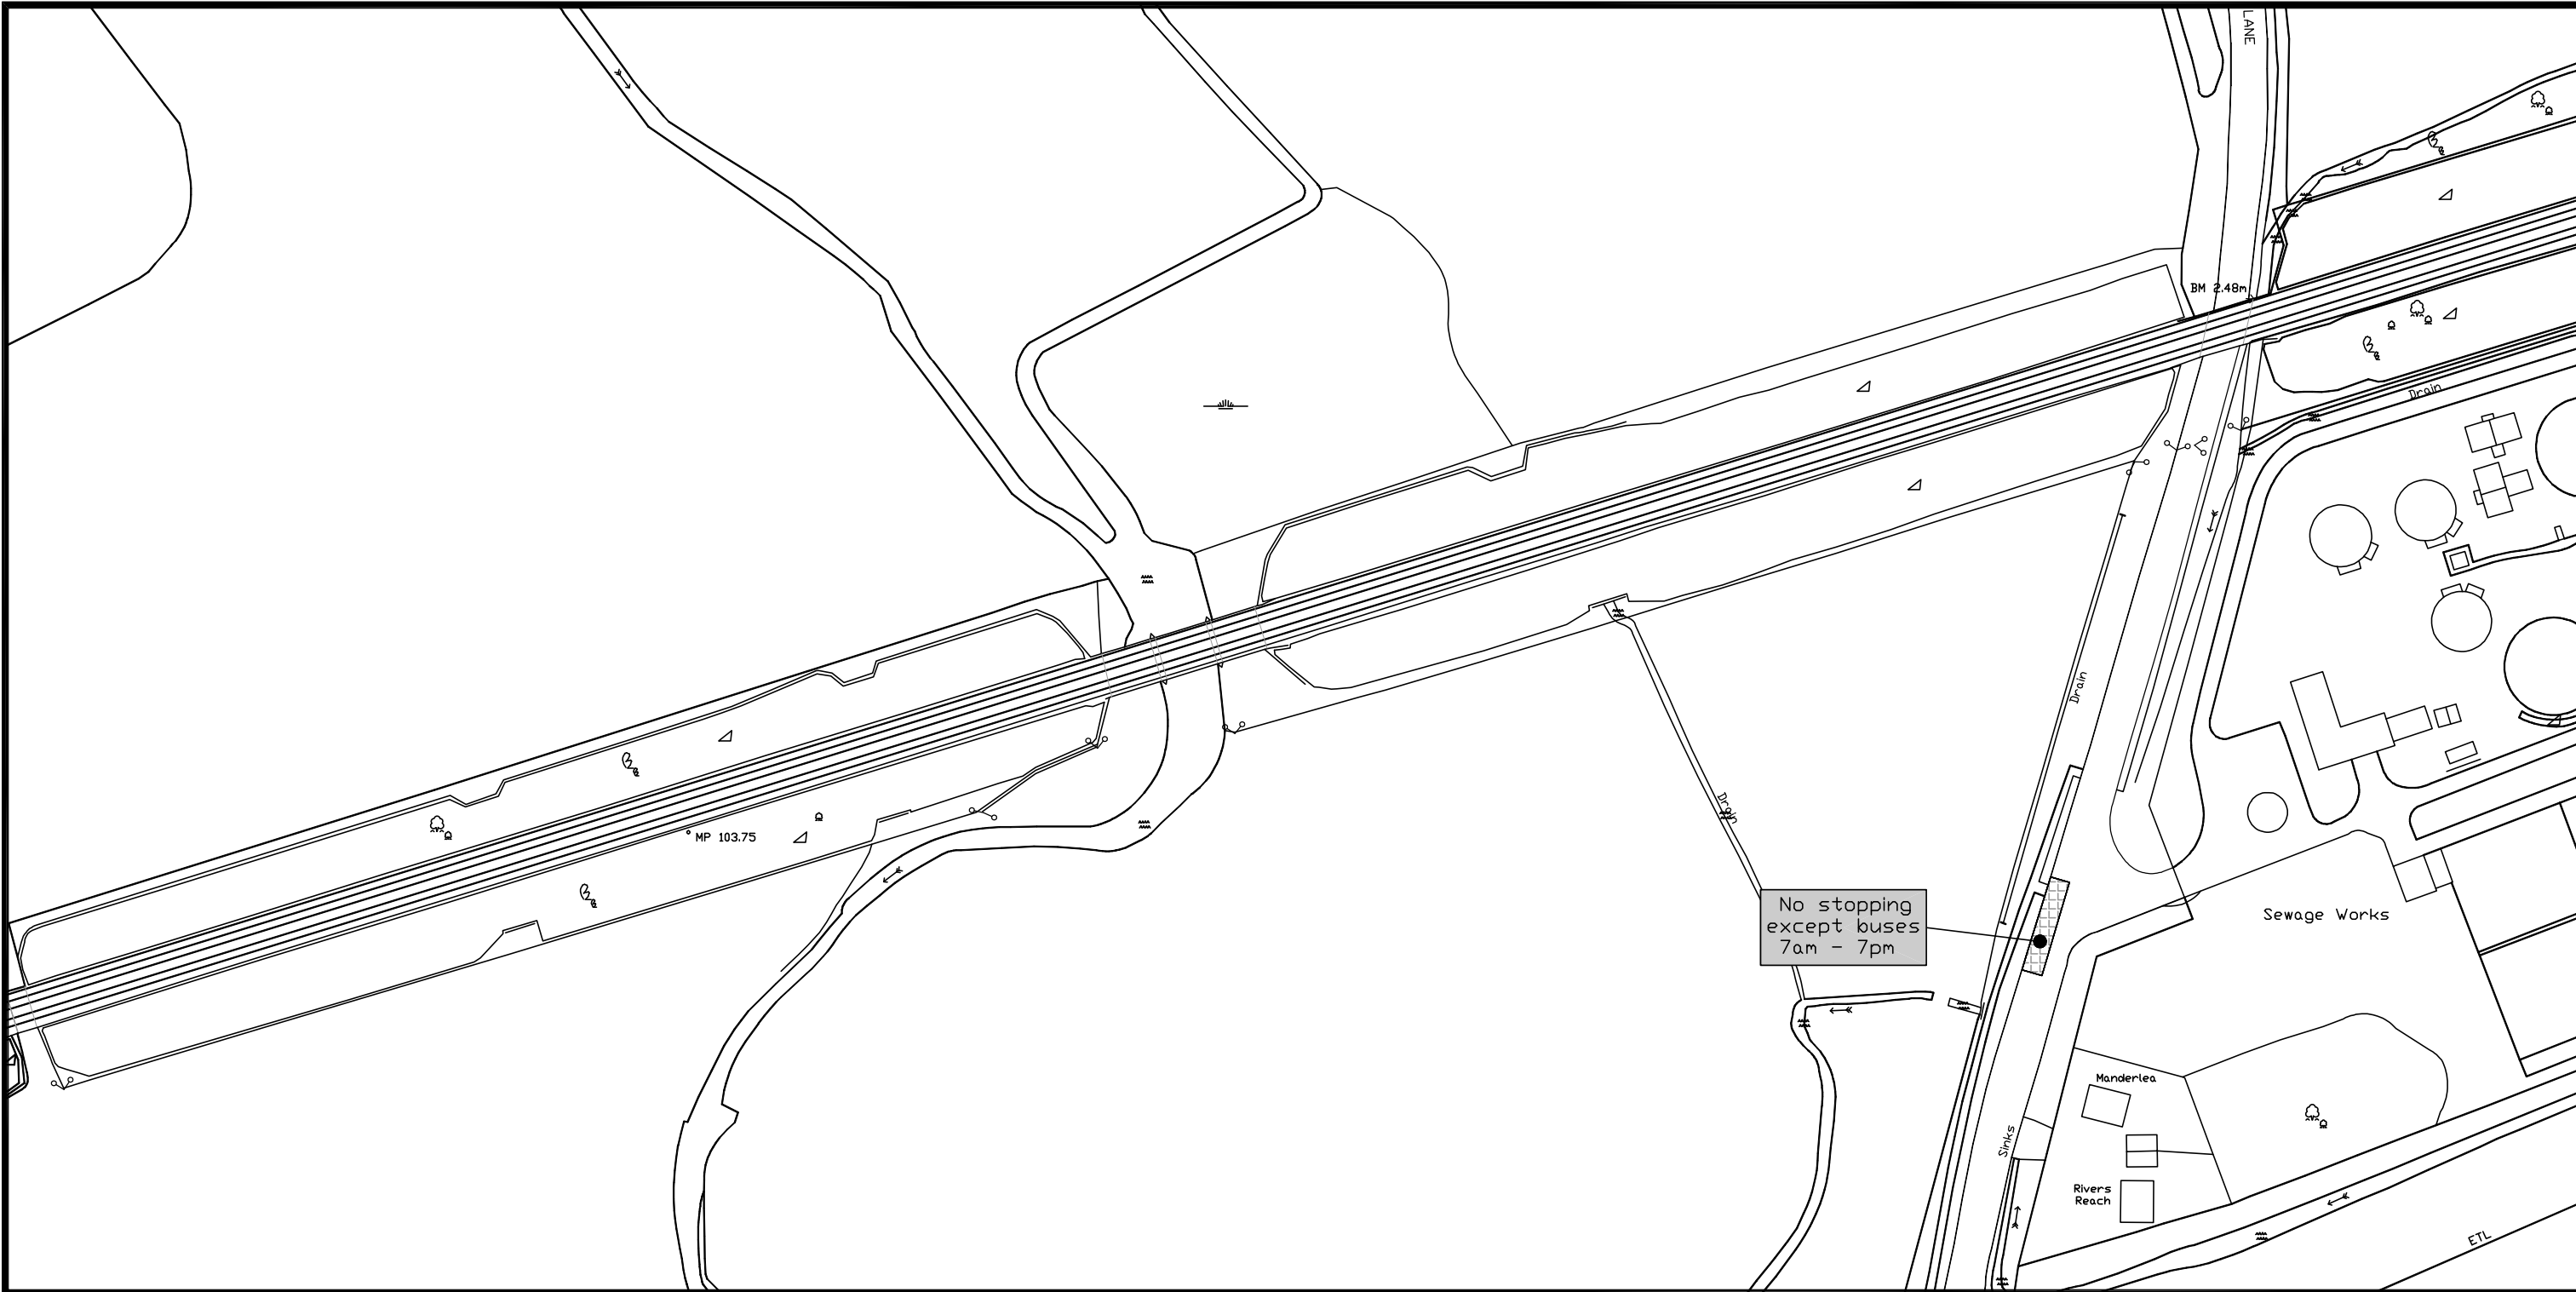 LANE
BM 2.48m
Drain
Drain
MP 103.75
Drain
No stopping
except buses
7am - 7pm
Sewage Works
Manderlea
Sinks
Rivers
Reach
ETL